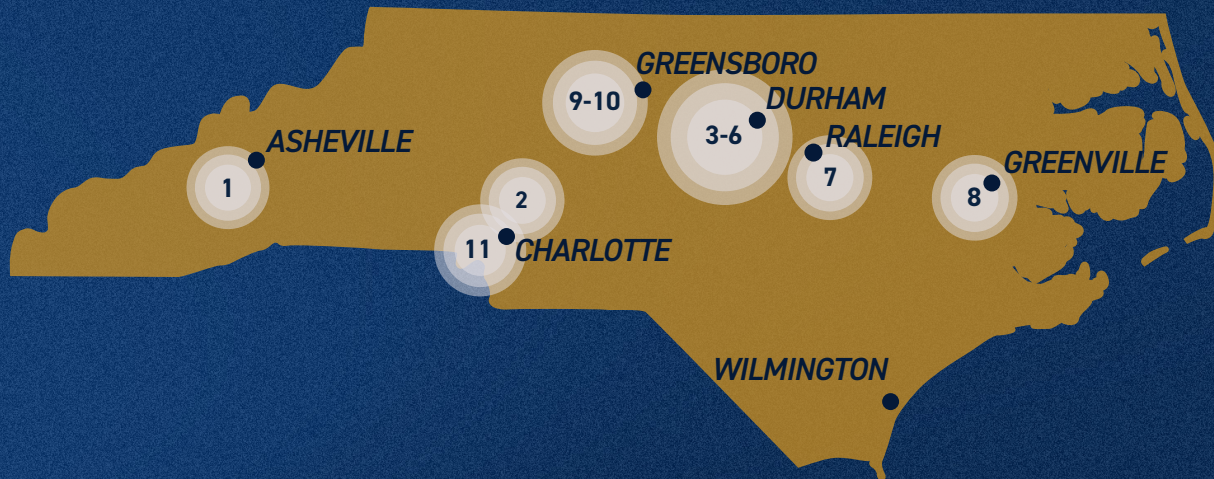 GREENSBORO
9-10
DURHAM
3-6
RALEIGH
ASHEVILLE
GREENVILLE
1
7
2
8
11
CHARLOTTE
WILMINGTON